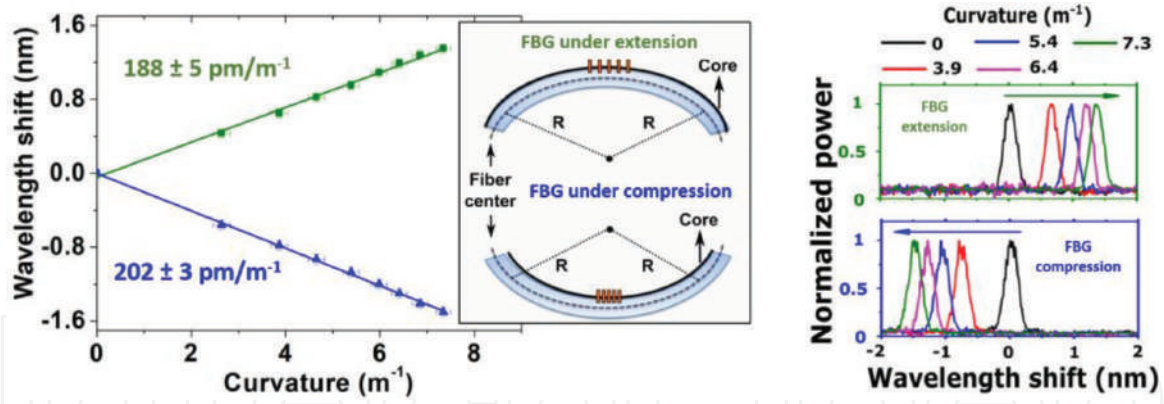 Wavelength shift (nm)
1.6
0.8
0.0
-0.8
-1.6
188 ± 5 pm/m-1
202 ± 3 pm/m-1
0
2
4
6
8
Curvature (m-1)
FBG under extension
Core
R
R
Fiber
center
FBG under compression
Core
R
R
Curvature (m-1)
0
5.4
7.3
3.9
6.4
Normalized power
1
0.5
0
FBG
extension
1
0.5
0
FBG
compression
-2
-1
0
1
2
Wavelength shift (nm)